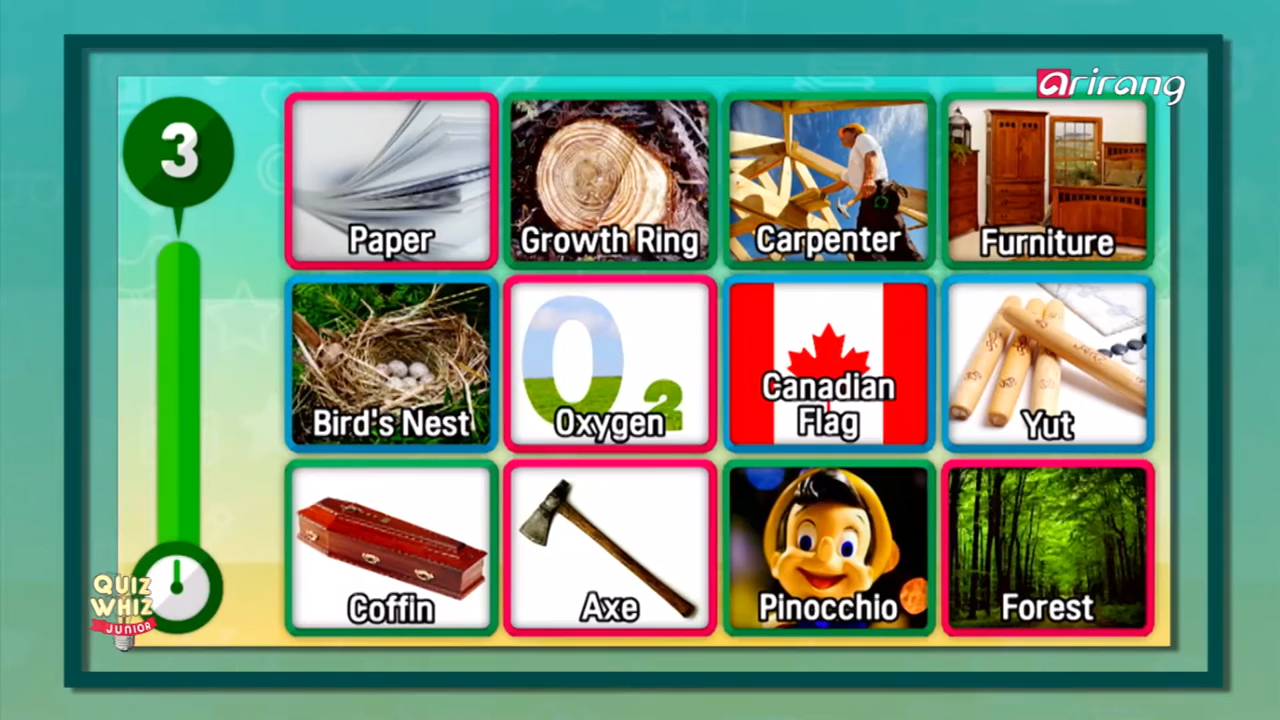 arirang
3
Paper
Growth Ring
Carpenter
Furniture
Bird's Nest
O2
Oxygen
Canadian
Flag
Yut
Coffin
Axe
Pinocchio
Forest
QUIZ
WHIZ
JUNIOR